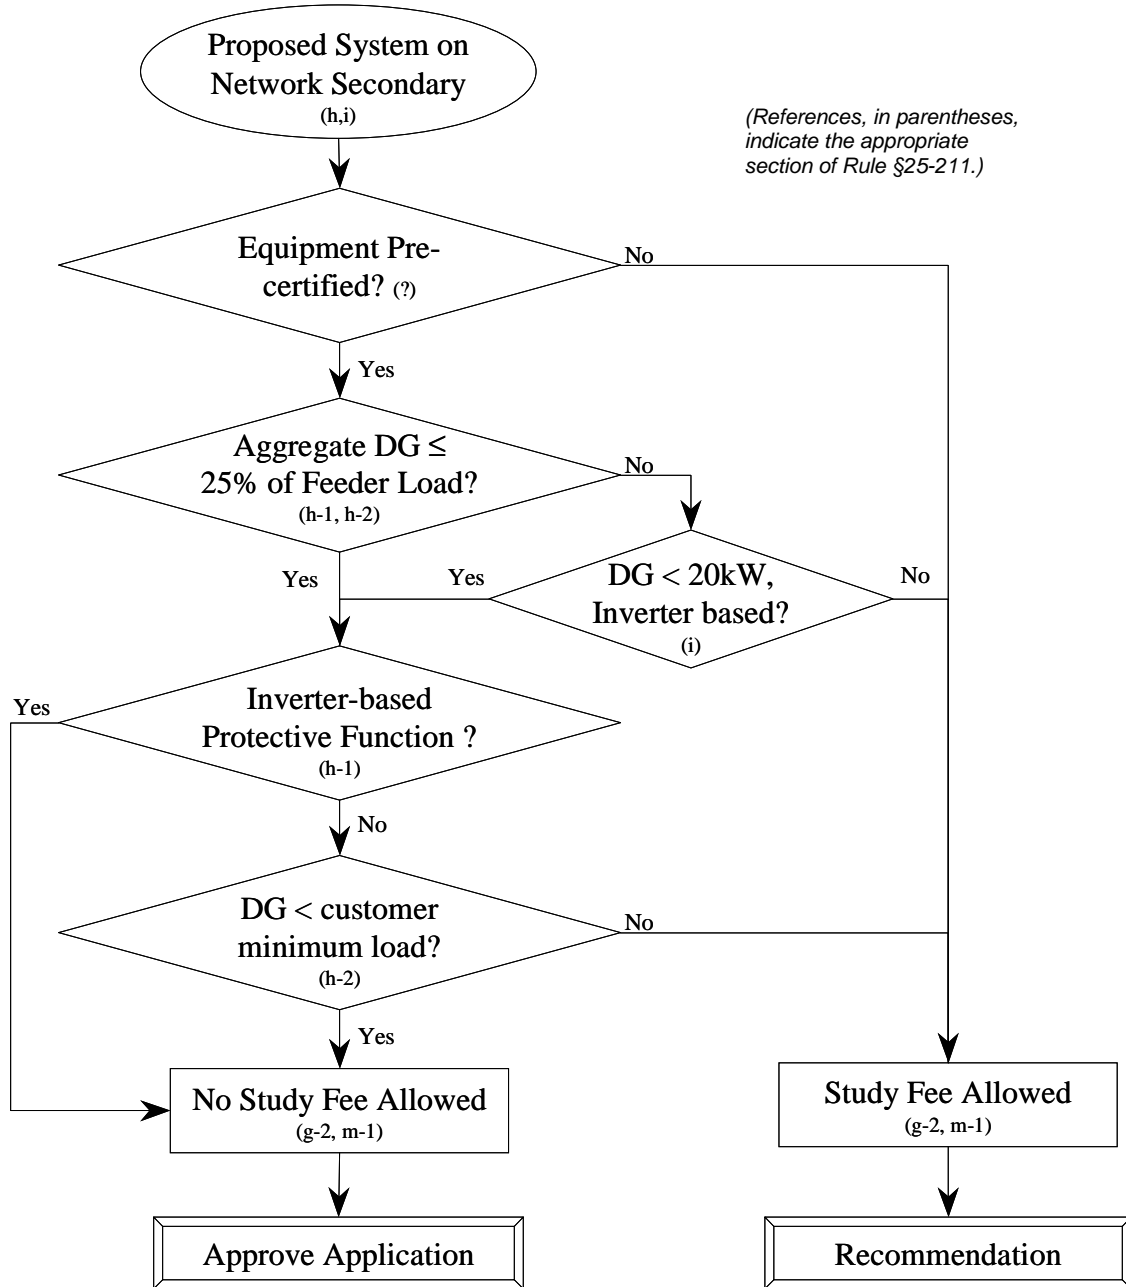 Proposed System on
Network Secondary
(h,i)
(References, in parentheses,
indicate the appropriate
section of Rule §25-211.)
Equipment Pre-
certified? (?)
No
Yes
Aggregate DG ≤
25% of Feeder Load?
(h-1, h-2)
No
Yes
Yes
DG < 20kW,
Inverter based?
(i)
No
Yes
Inverter-based
Protective Function ?
(h-1)
No
DG < customer
minimum load?
(h-2)
No
Yes
No Study Fee Allowed
(g-2, m-1)
Study Fee Allowed
(g-2, m-1)
Approve Application
Recommendation